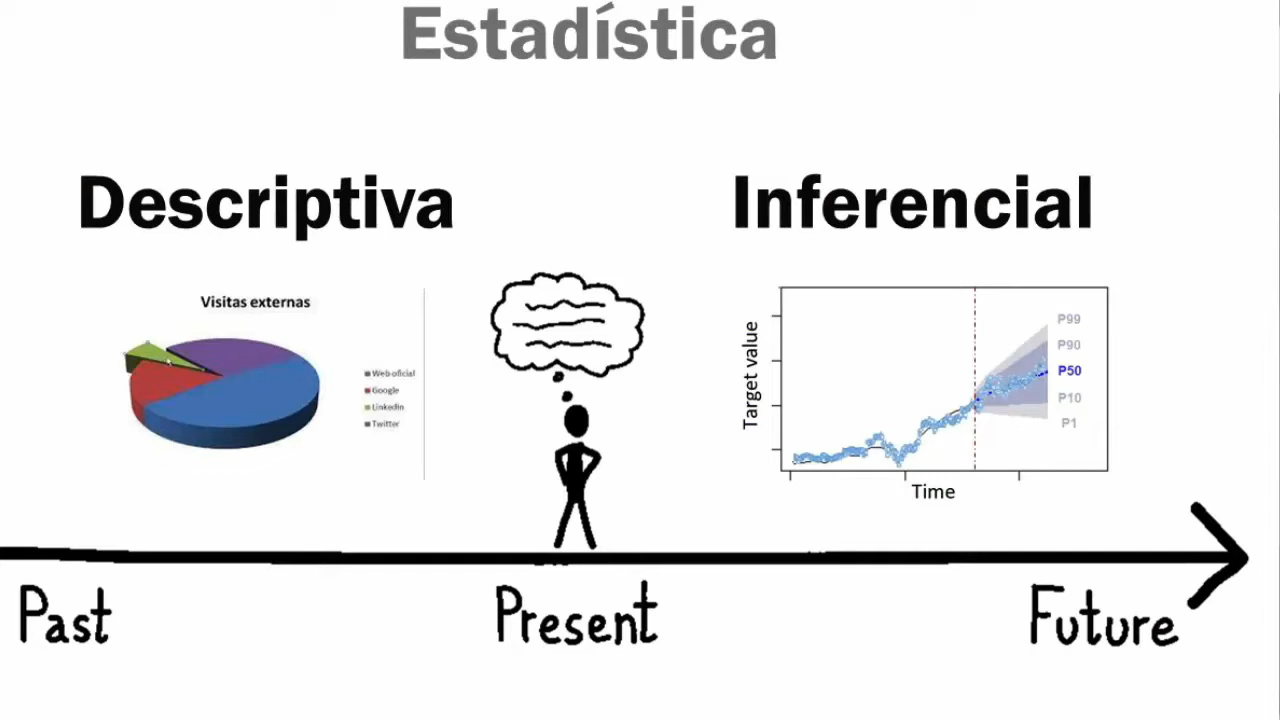 Estadística
Descriptiva
Inferencial
Visitas externas
Web oficial
Google
Linkedin
Twitter
Target value
P99
P90
P50
P10
P1
Time
Past
Present
Future